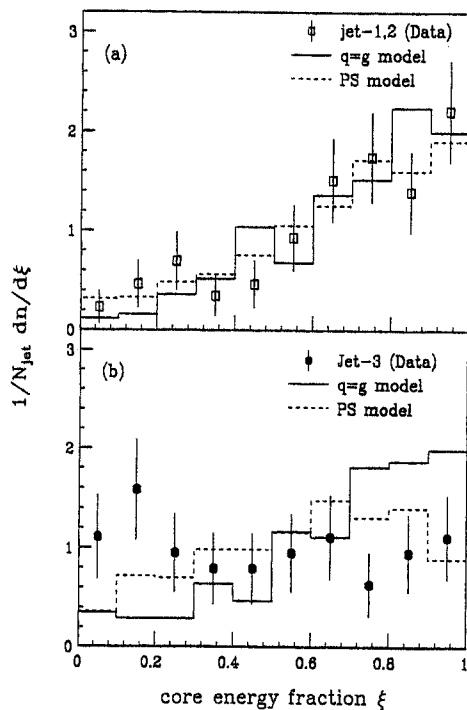 3
2
1
0
(a)
jet-1,2 (Data)
q=g model
PS model
1/N_jet dn/dξ
3
2
1
0
(b)
Jet-3 (Data)
q=g model
PS model
0 0.2 0.4 0.6 0.8 1
core energy fraction ξ